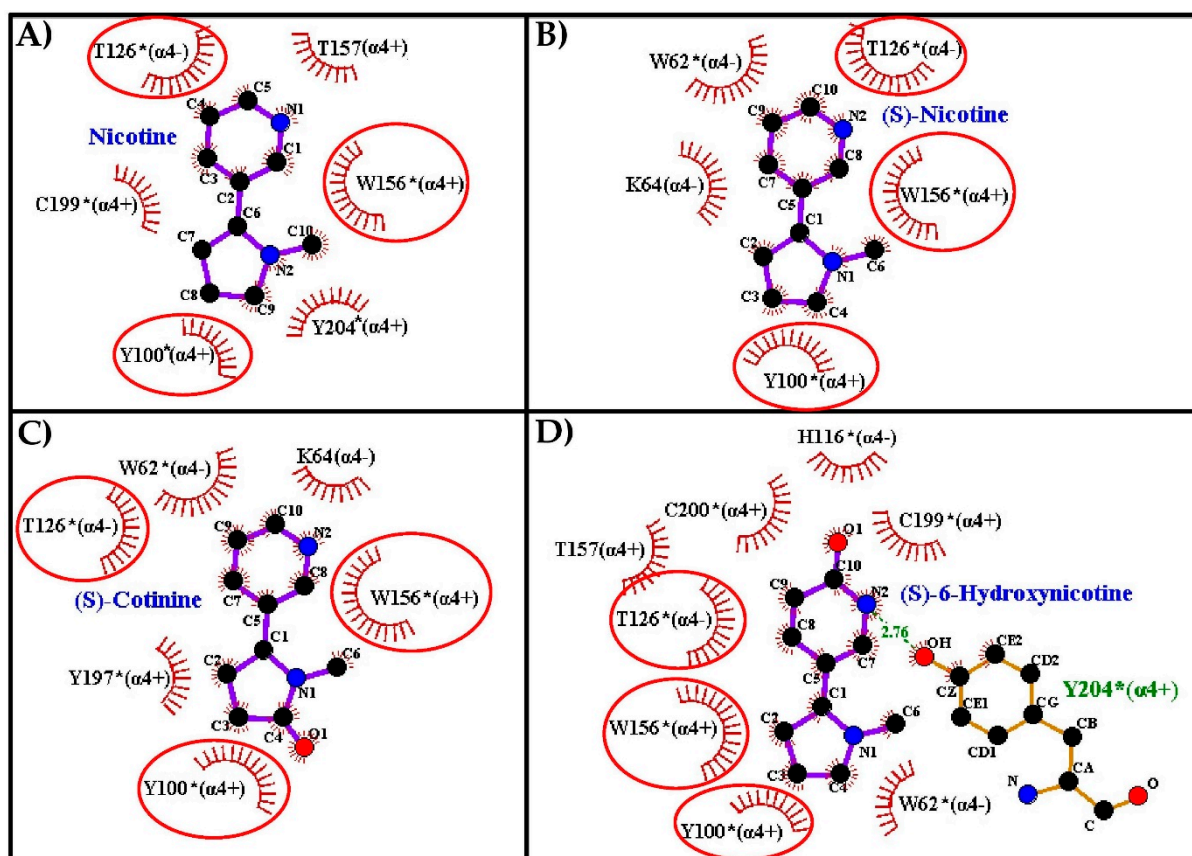 A)
T126*(α4-)
T157(α4+)
C5
C4
N1
Nicotine
C1
C3
C2
W156*(α4+)
C199*(α4+)
C6
C10
C7
N2
C8
C9
Y204*(α4+)
Y100*(α4+)
B)
T126*(α4-)
W62*(α4-)
C10
C9
N2
(S)-Nicotine
C8
C7
K64(α4-)
C5
W156*(α4+)
C1
C2
C6
N1
C3
C4
Y100*(α4+)
C)
K64(α4-)
W62*(α4-)
T126*(α4-)
C10
C9
N2
C8
(S)-Cotinine
C7
W156*(α4+)
C5
C1
C6
Y197*(α4+)
C2
N1
C3
C4
O1
Y100*(α4+)
D)
H116*(α4-)
C200*(α4+)
C199*(α4+)
O1
T157(α4+)
C10
C9
N2
(S)-6-Hydroxynicotine
T126*(α4-)
2.76
C8
OH
CE2
C7
CD2
C5
CZ
Y204*(α4+)
C1
CE1
CG
W156*(α4+)
C6
CB
C2
N1
CD1
C3
C4
CA
N
O
W62*(α4-)
C
Y100*(α4+)